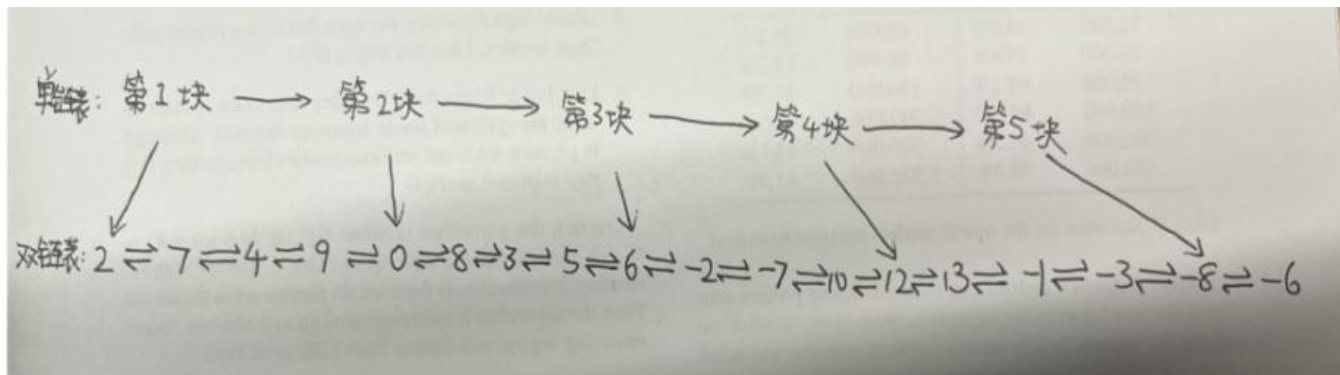 单链表: 第1块 → 第2块 → 第3块 → 第4块 → 第5块
双链表: 2 ⇌ 7 ⇌ 4 ⇌ 9 ⇌ 0 ⇌ 8 ⇌ 3 ⇌ 5 ⇌ 6 ⇌ -2 ⇌ -7 ⇌ 10 ⇌ 12 ⇌ 13 ⇌ -1 ⇌ -3 ⇌ -8 ⇌ -6